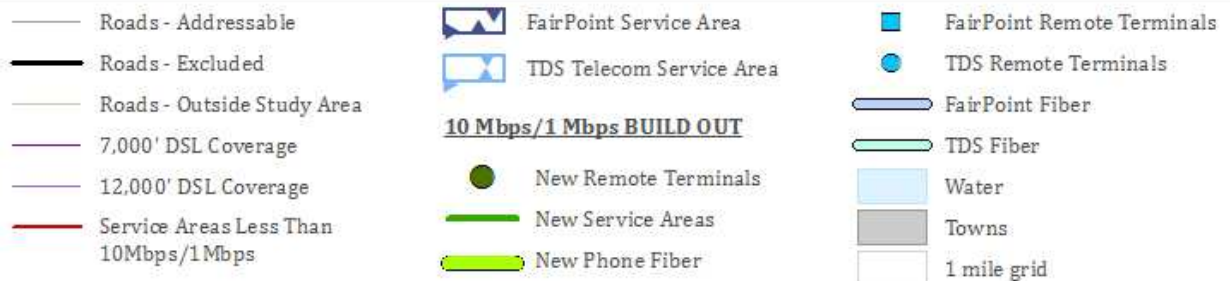 Roads - Addressable
Roads - Excluded
Roads - Outside Study Area
7,000' DSL Coverage
12,000' DSL Coverage
Service Areas Less Than
10Mbps/1Mbps
FairPoint Service Area
TDS Telecom Service Area
10 Mbps/1 Mbps BUILD OUT
New Remote Terminals
New Service Areas
New Phone Fiber
FairPoint Remote Terminals
TDS Remote Terminals
FairPoint Fiber
TDS Fiber
Water
Towns
1 mile grid